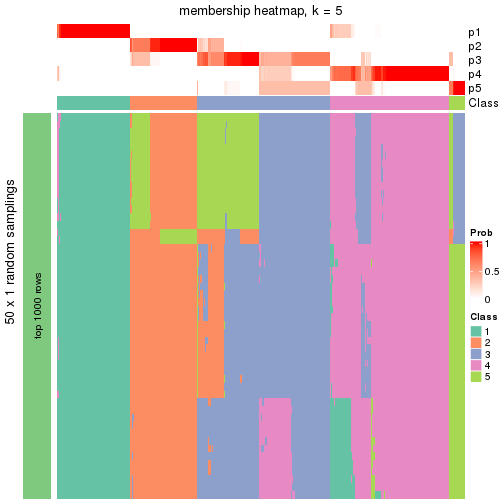 membership heatmap, k = 5
p1
p2
p3
p4
p5
Class
50 x 1 random samplings
top 1000 rows
Prob
1
0.5
0
Class
1
2
3
4
5